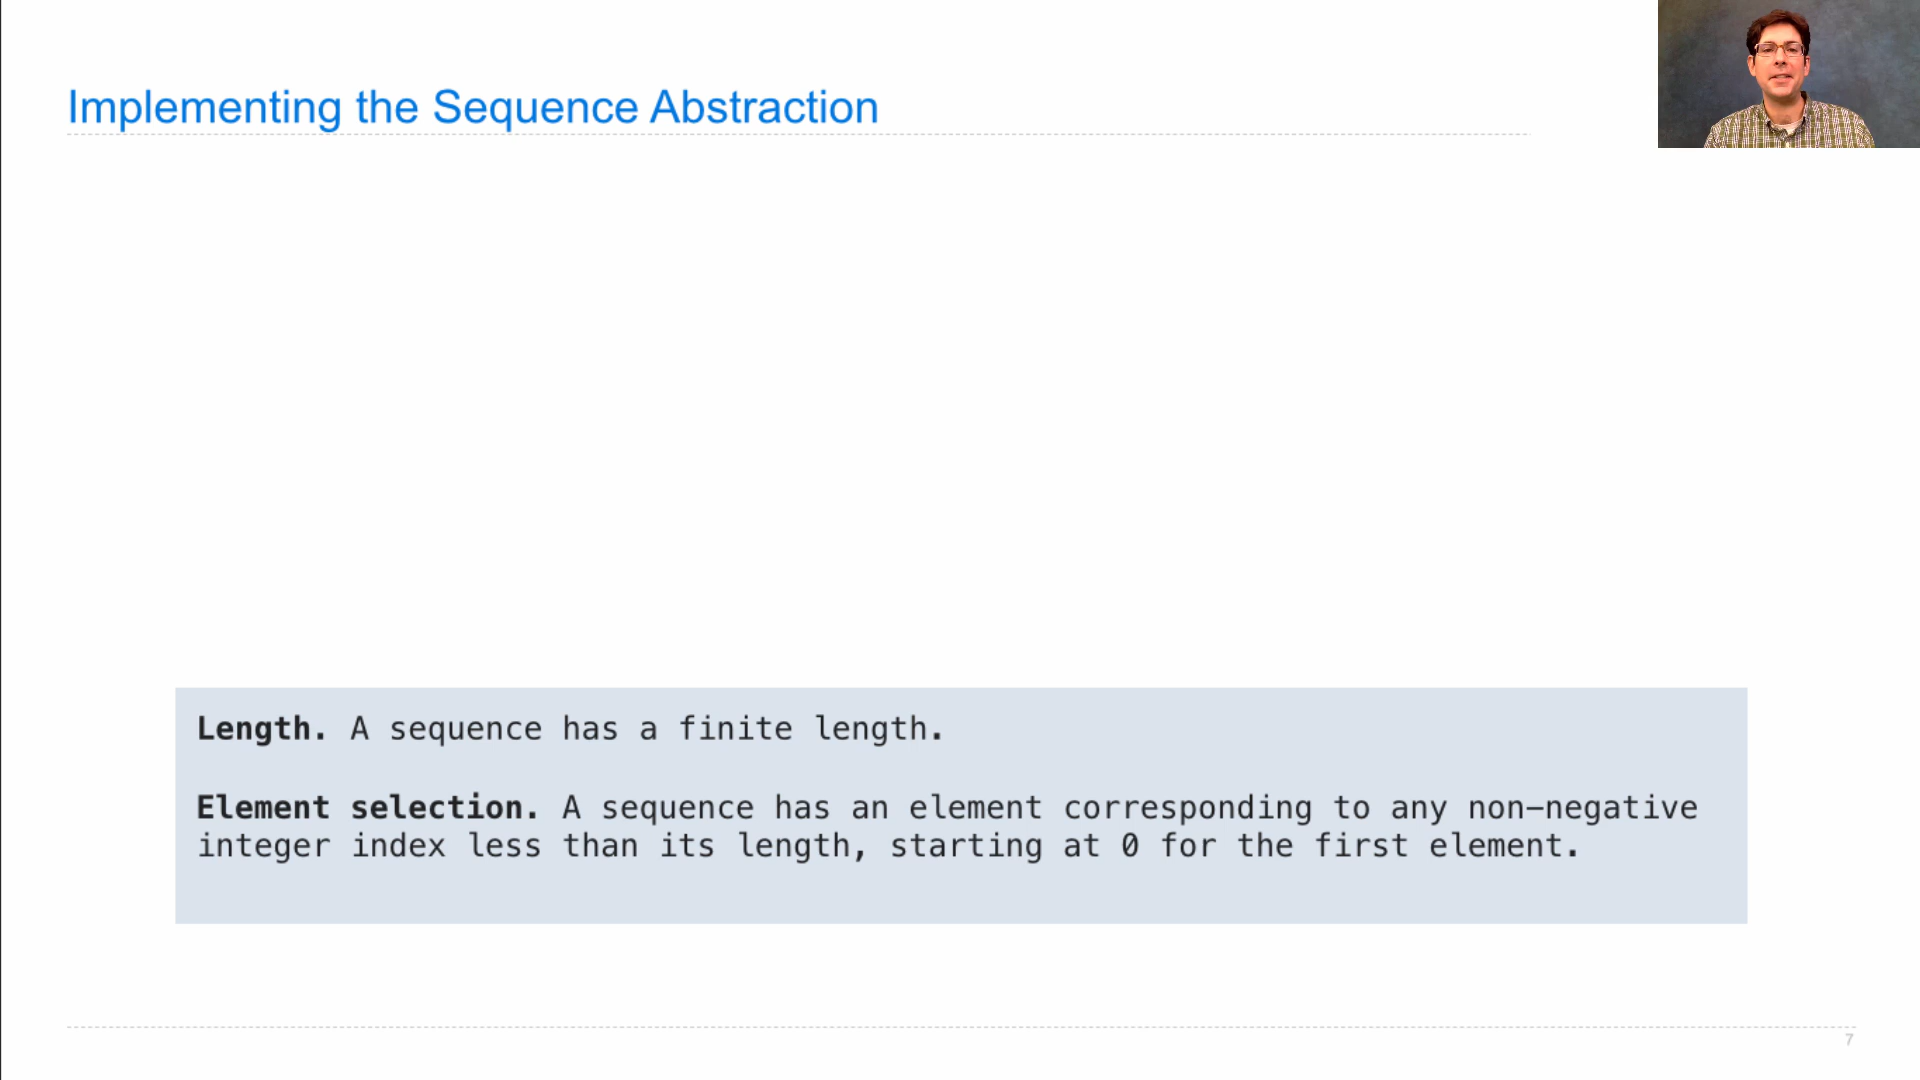 Implementing the Sequence Abstraction
Length. A sequence has a finite length.
Element selection. A sequence has an element corresponding to any non-negative
integer index less than its length, starting at 0 for the first element.
7